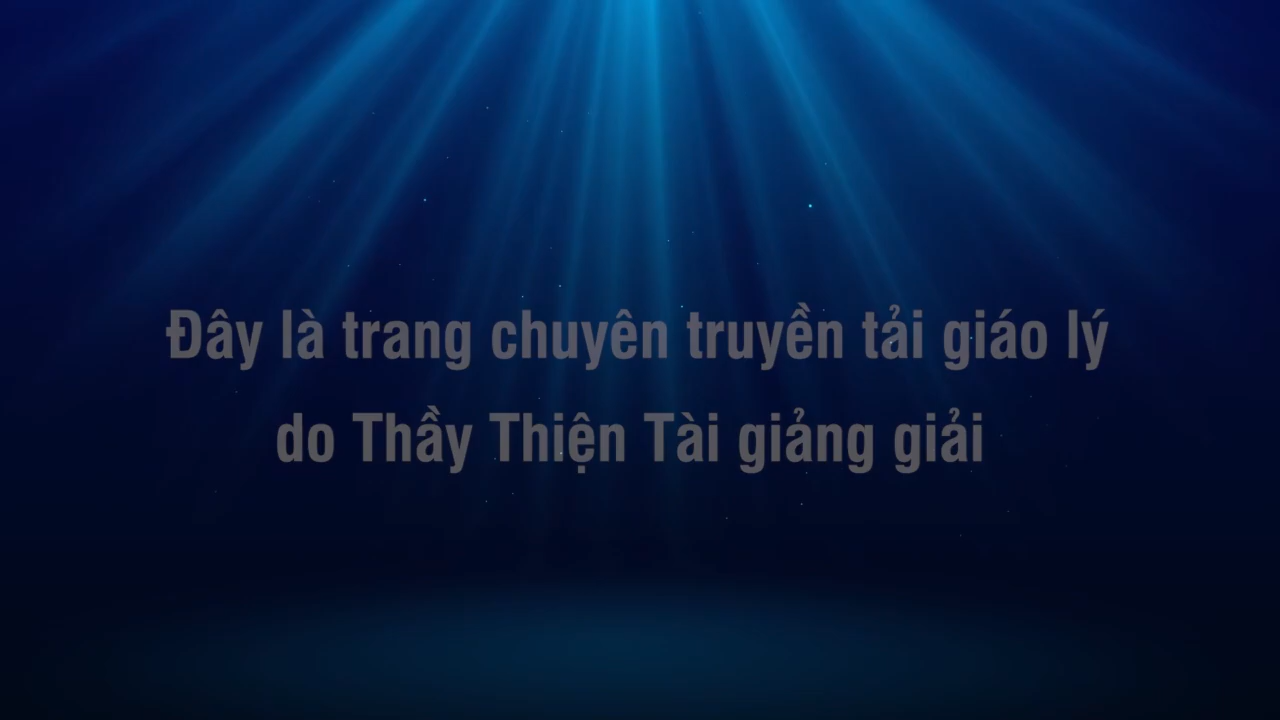 Đây là trang chuyên truyền tải giáo lý
do Thầy Thiện Tài giảng giải